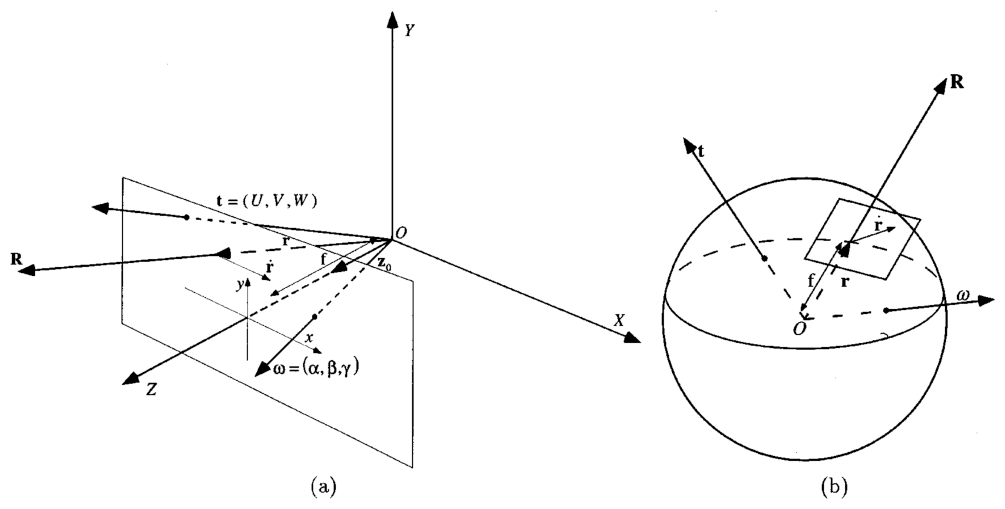 Y
t = (U, V, W)
O
R
r
f
z₀
ṙ
y
x
X
Z
ω = (α, β, γ)
(a)
R
t
ṙ
f
r
ω
O
(b)